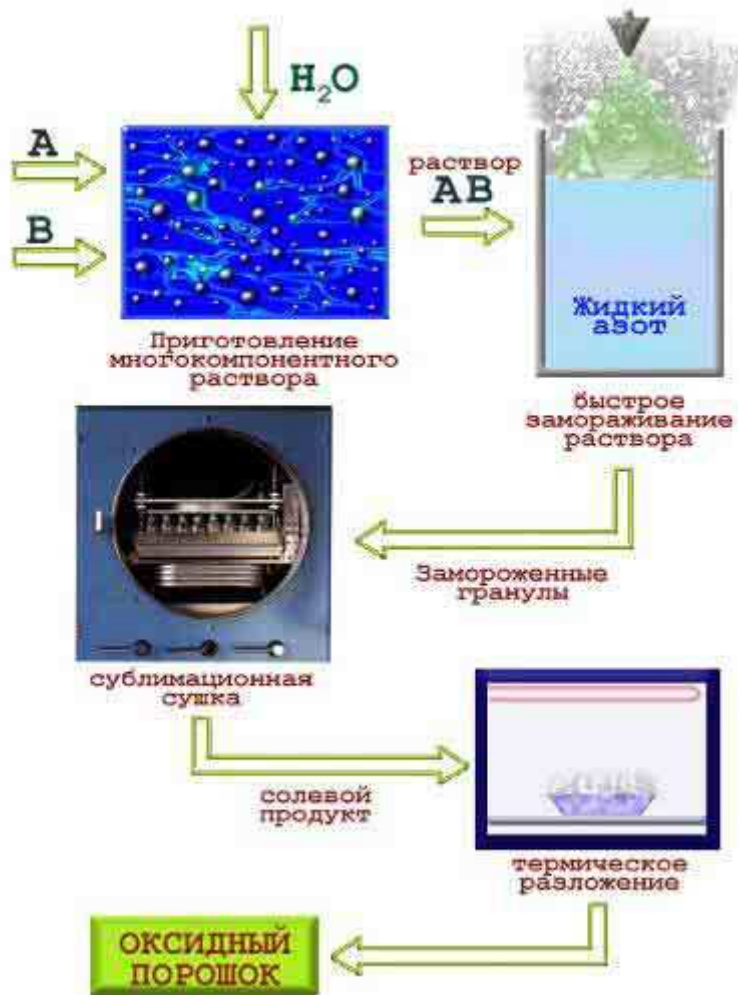 H₂O
A
B
раствор
AB
Жидкий
азот
Приготовление
многокомпонентного
раствора
быстрое
замораживание
раствора
Замороженные
гранулы
сублимационная
сушка
солевой
продукт
термическое
разложение
ОКСИДНЫЙ
ПОРОШОК